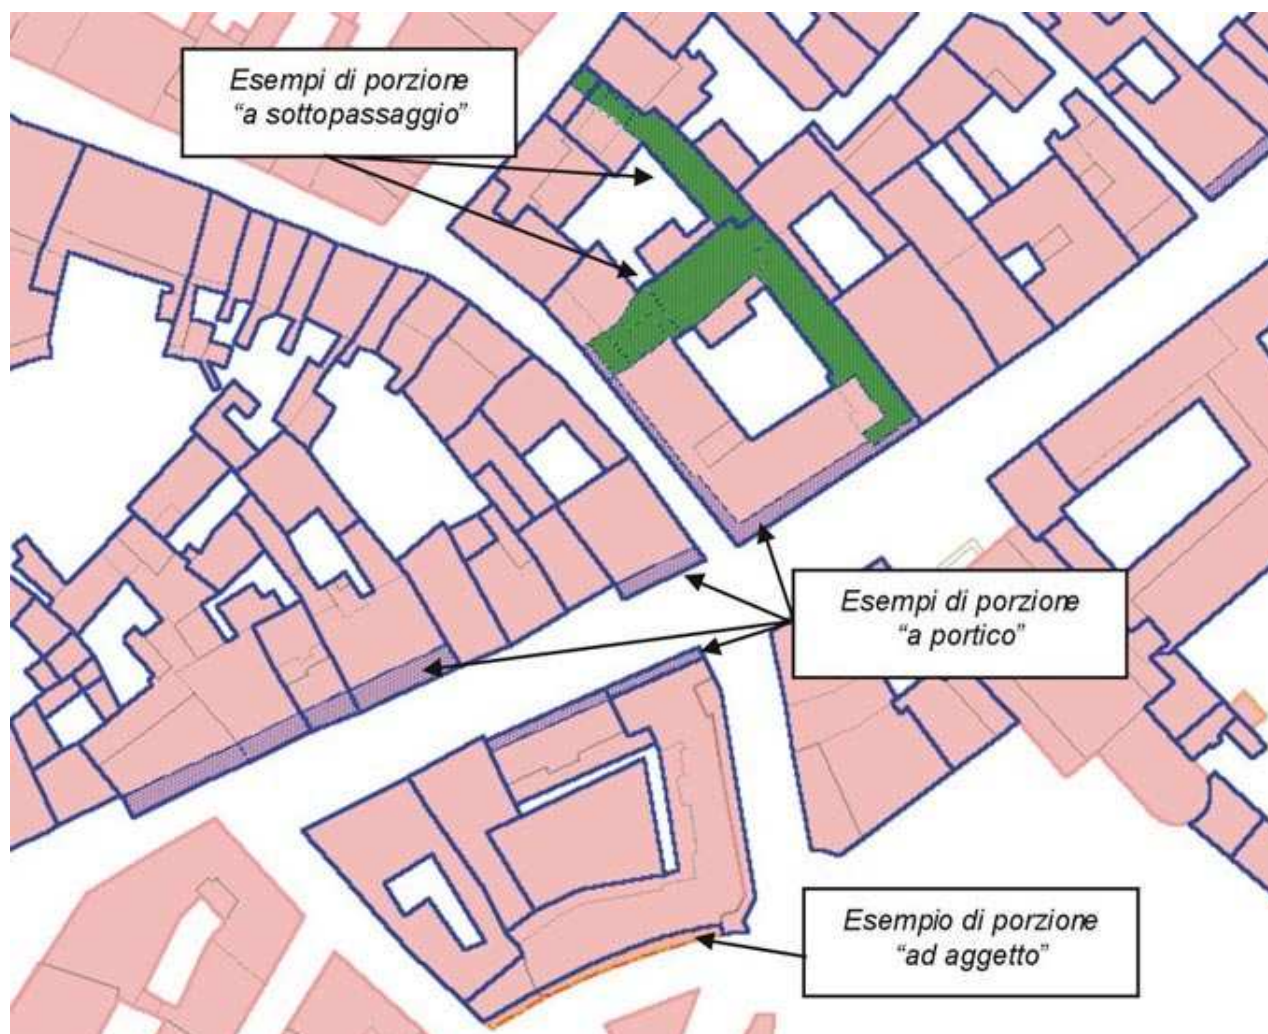 Esempi di porzione
“a sottopassaggio”
Esempi di porzione
“a portico”
Esempio di porzione
“ad aggetto”